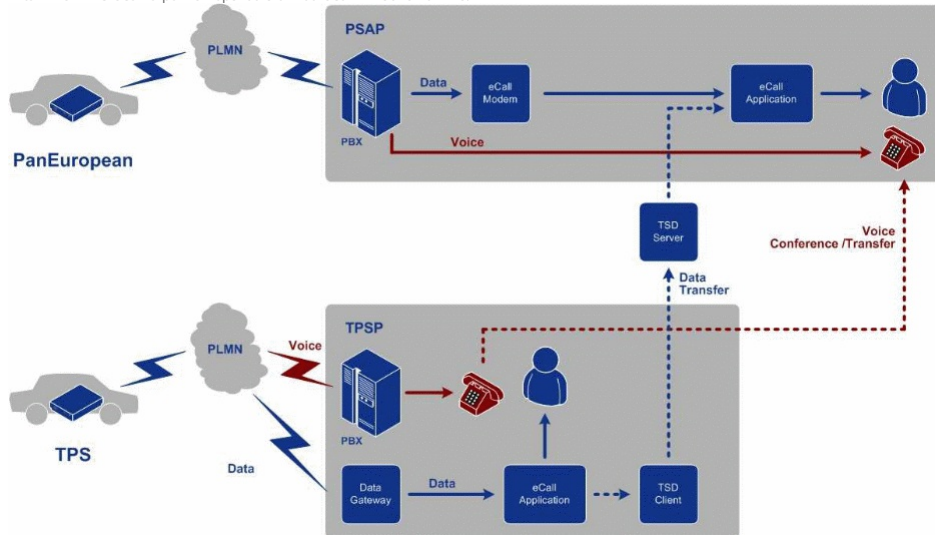 PLMN
PSAP
Data
eCall
Modem
eCall
Application
PBX
Voice
PanEuropean
TSD
Server
Voice
Conference /Transfer
Data
Transfer
TPSP
PLMN
Voice
PBX
TPS
Data
Data
Gateway
Data
eCall
Application
TSD
Client